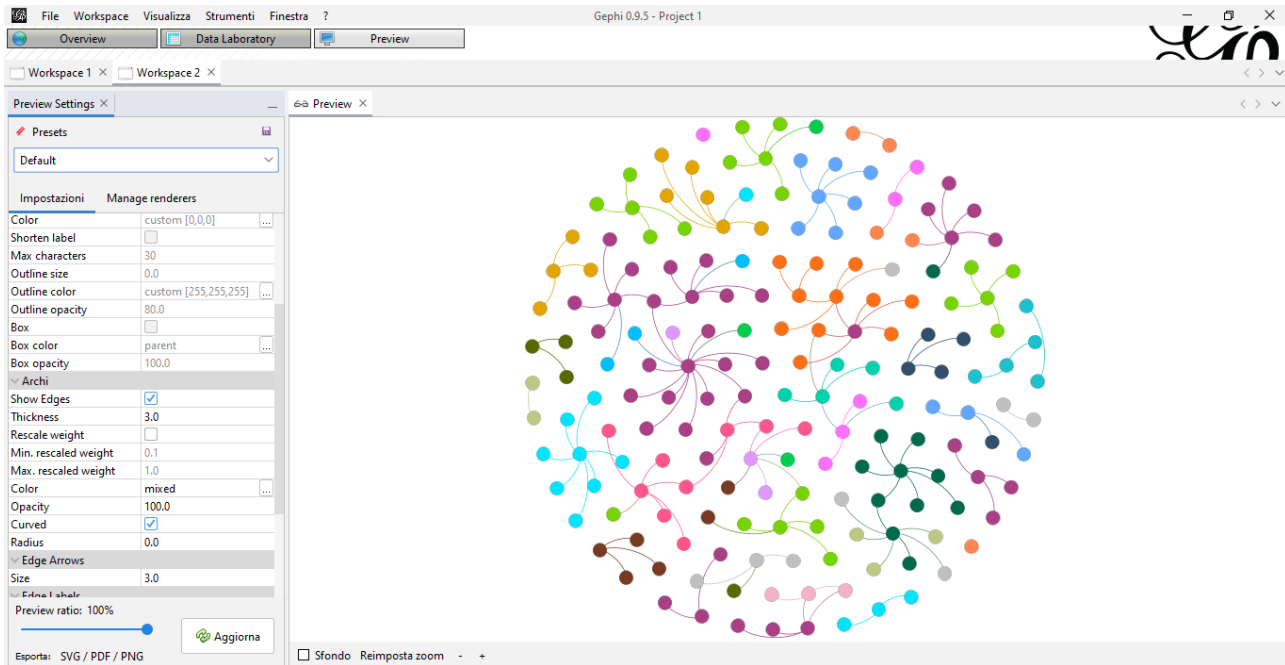 File Workspace Visualizza Strumenti Finestra ?
Gephi 0.9.5 - Project 1
Overview
Data Laboratory
Preview
Workspace 1
Workspace 2
Preview Settings
Preview
Presets
Default
Impostazioni Manage renderers
Color custom [0,0,0] ...
Shorten label
Max characters 30
Outline size 0.0
Outline color custom [255,255,255] ...
Outline opacity 80.0
Box
Box color parent ...
Box opacity 100.0
Archi
Show Edges
Thickness 3.0
Rescale weight
Min. rescaled weight 0.1
Max. rescaled weight 1.0
Color mixed ...
Opacity 100.0
Curved
Radius 0.0
Edge Arrows
Size 3.0
Edge Labels
Preview ratio: 100%
Aggiorna
Esporta: SVG / PDF / PNG
Sfondo Reimposta zoom - +